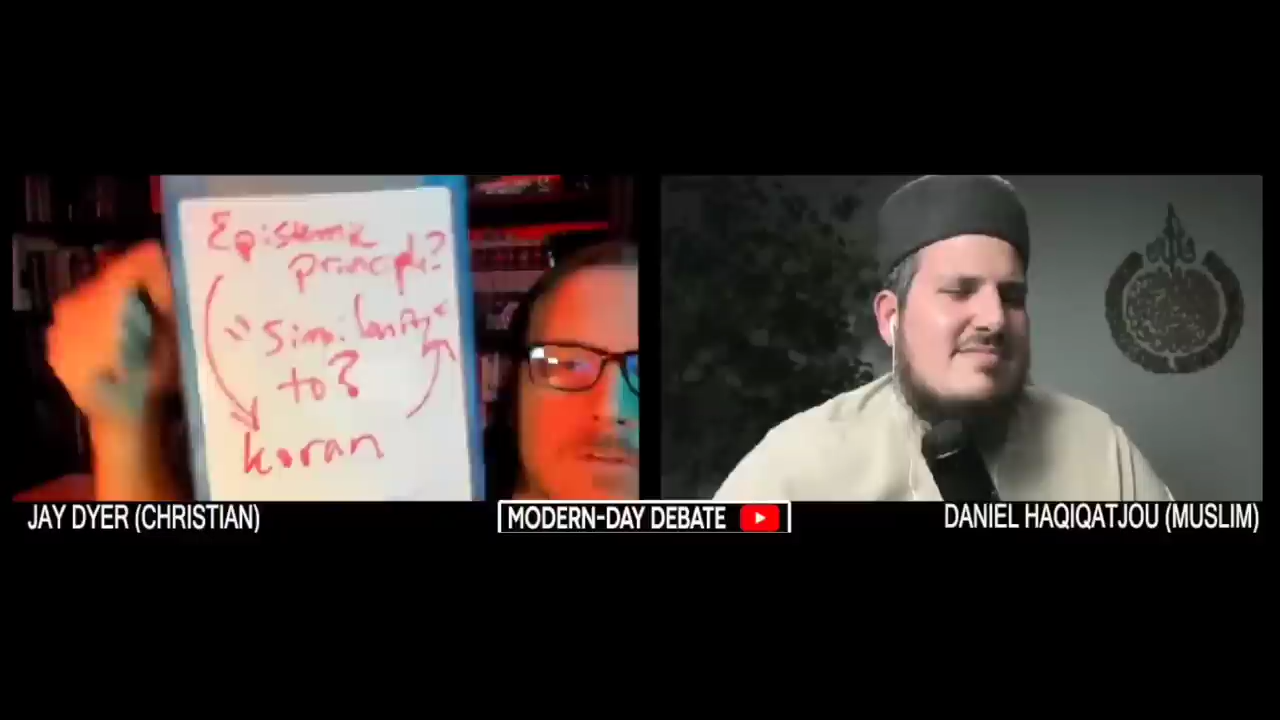 Epistemic
principle?
"Similarity"
to?
koran
JAY DYER (CHRISTIAN)
MODERN-DAY DEBATE
DANIEL HAQIQATJOU (MUSLIM)